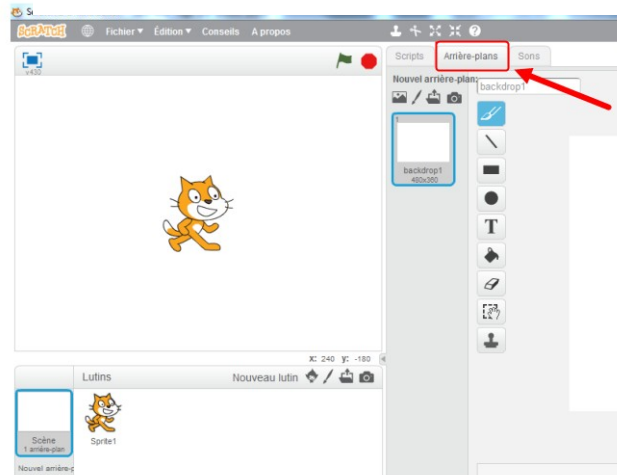 SCRATCH Fichier Édition Conseils A propos
v430
Scripts Arrière-plans Sons
Nouvel arrière-plan:
backdrop1
1
backdrop1
480x360
T
x: 240 y: -180
Lutins Nouveau lutin
Scène
1 arrière-plan
Sprite1
Nouvel arrière-p